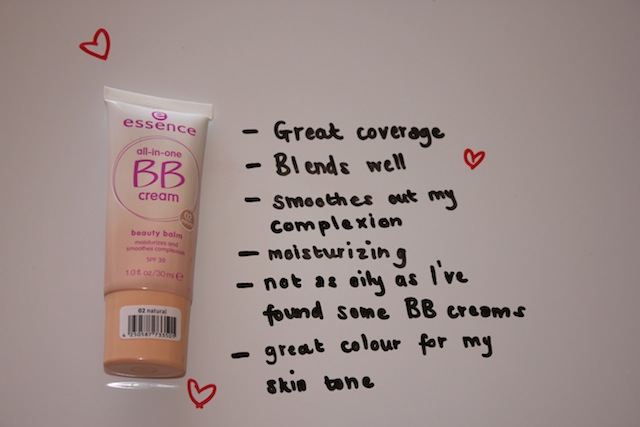 essence
all-in-one
BB
cream
02
beauty balm
moisturizes and
smoothes complexion
SPF 30
1.0 fl oz/30ml e
02 natural
- Great coverage
- Blends well
- smoothes out my
complexion
- moisturizing
- not as oily as I've
found some BB creams
- great colour for my
skin tone